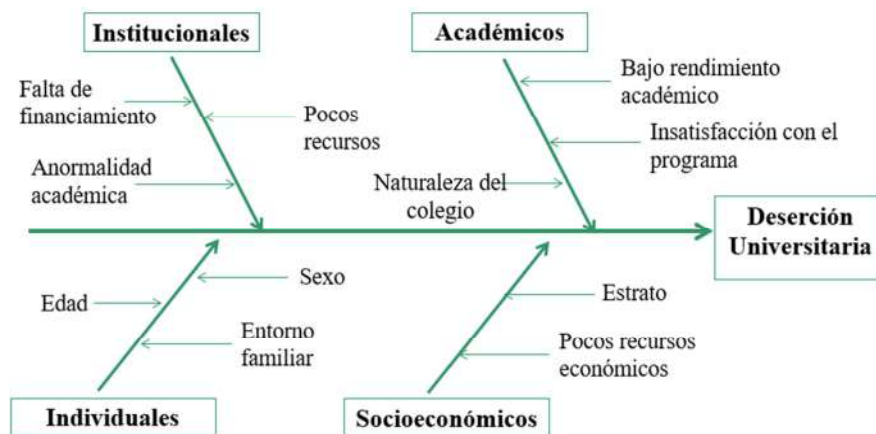 Institucionales
Académicos
Falta de
financiamiento
Pocos
recursos
Anormalidad
académica
Bajo rendimiento
académico
Insatisfacción con el
programa
Naturaleza del
colegio
Deserción
Universitaria
Sexo
Edad
Entorno
familiar
Estrato
Pocos recursos
económicos
Individuales
Socioeconómicos